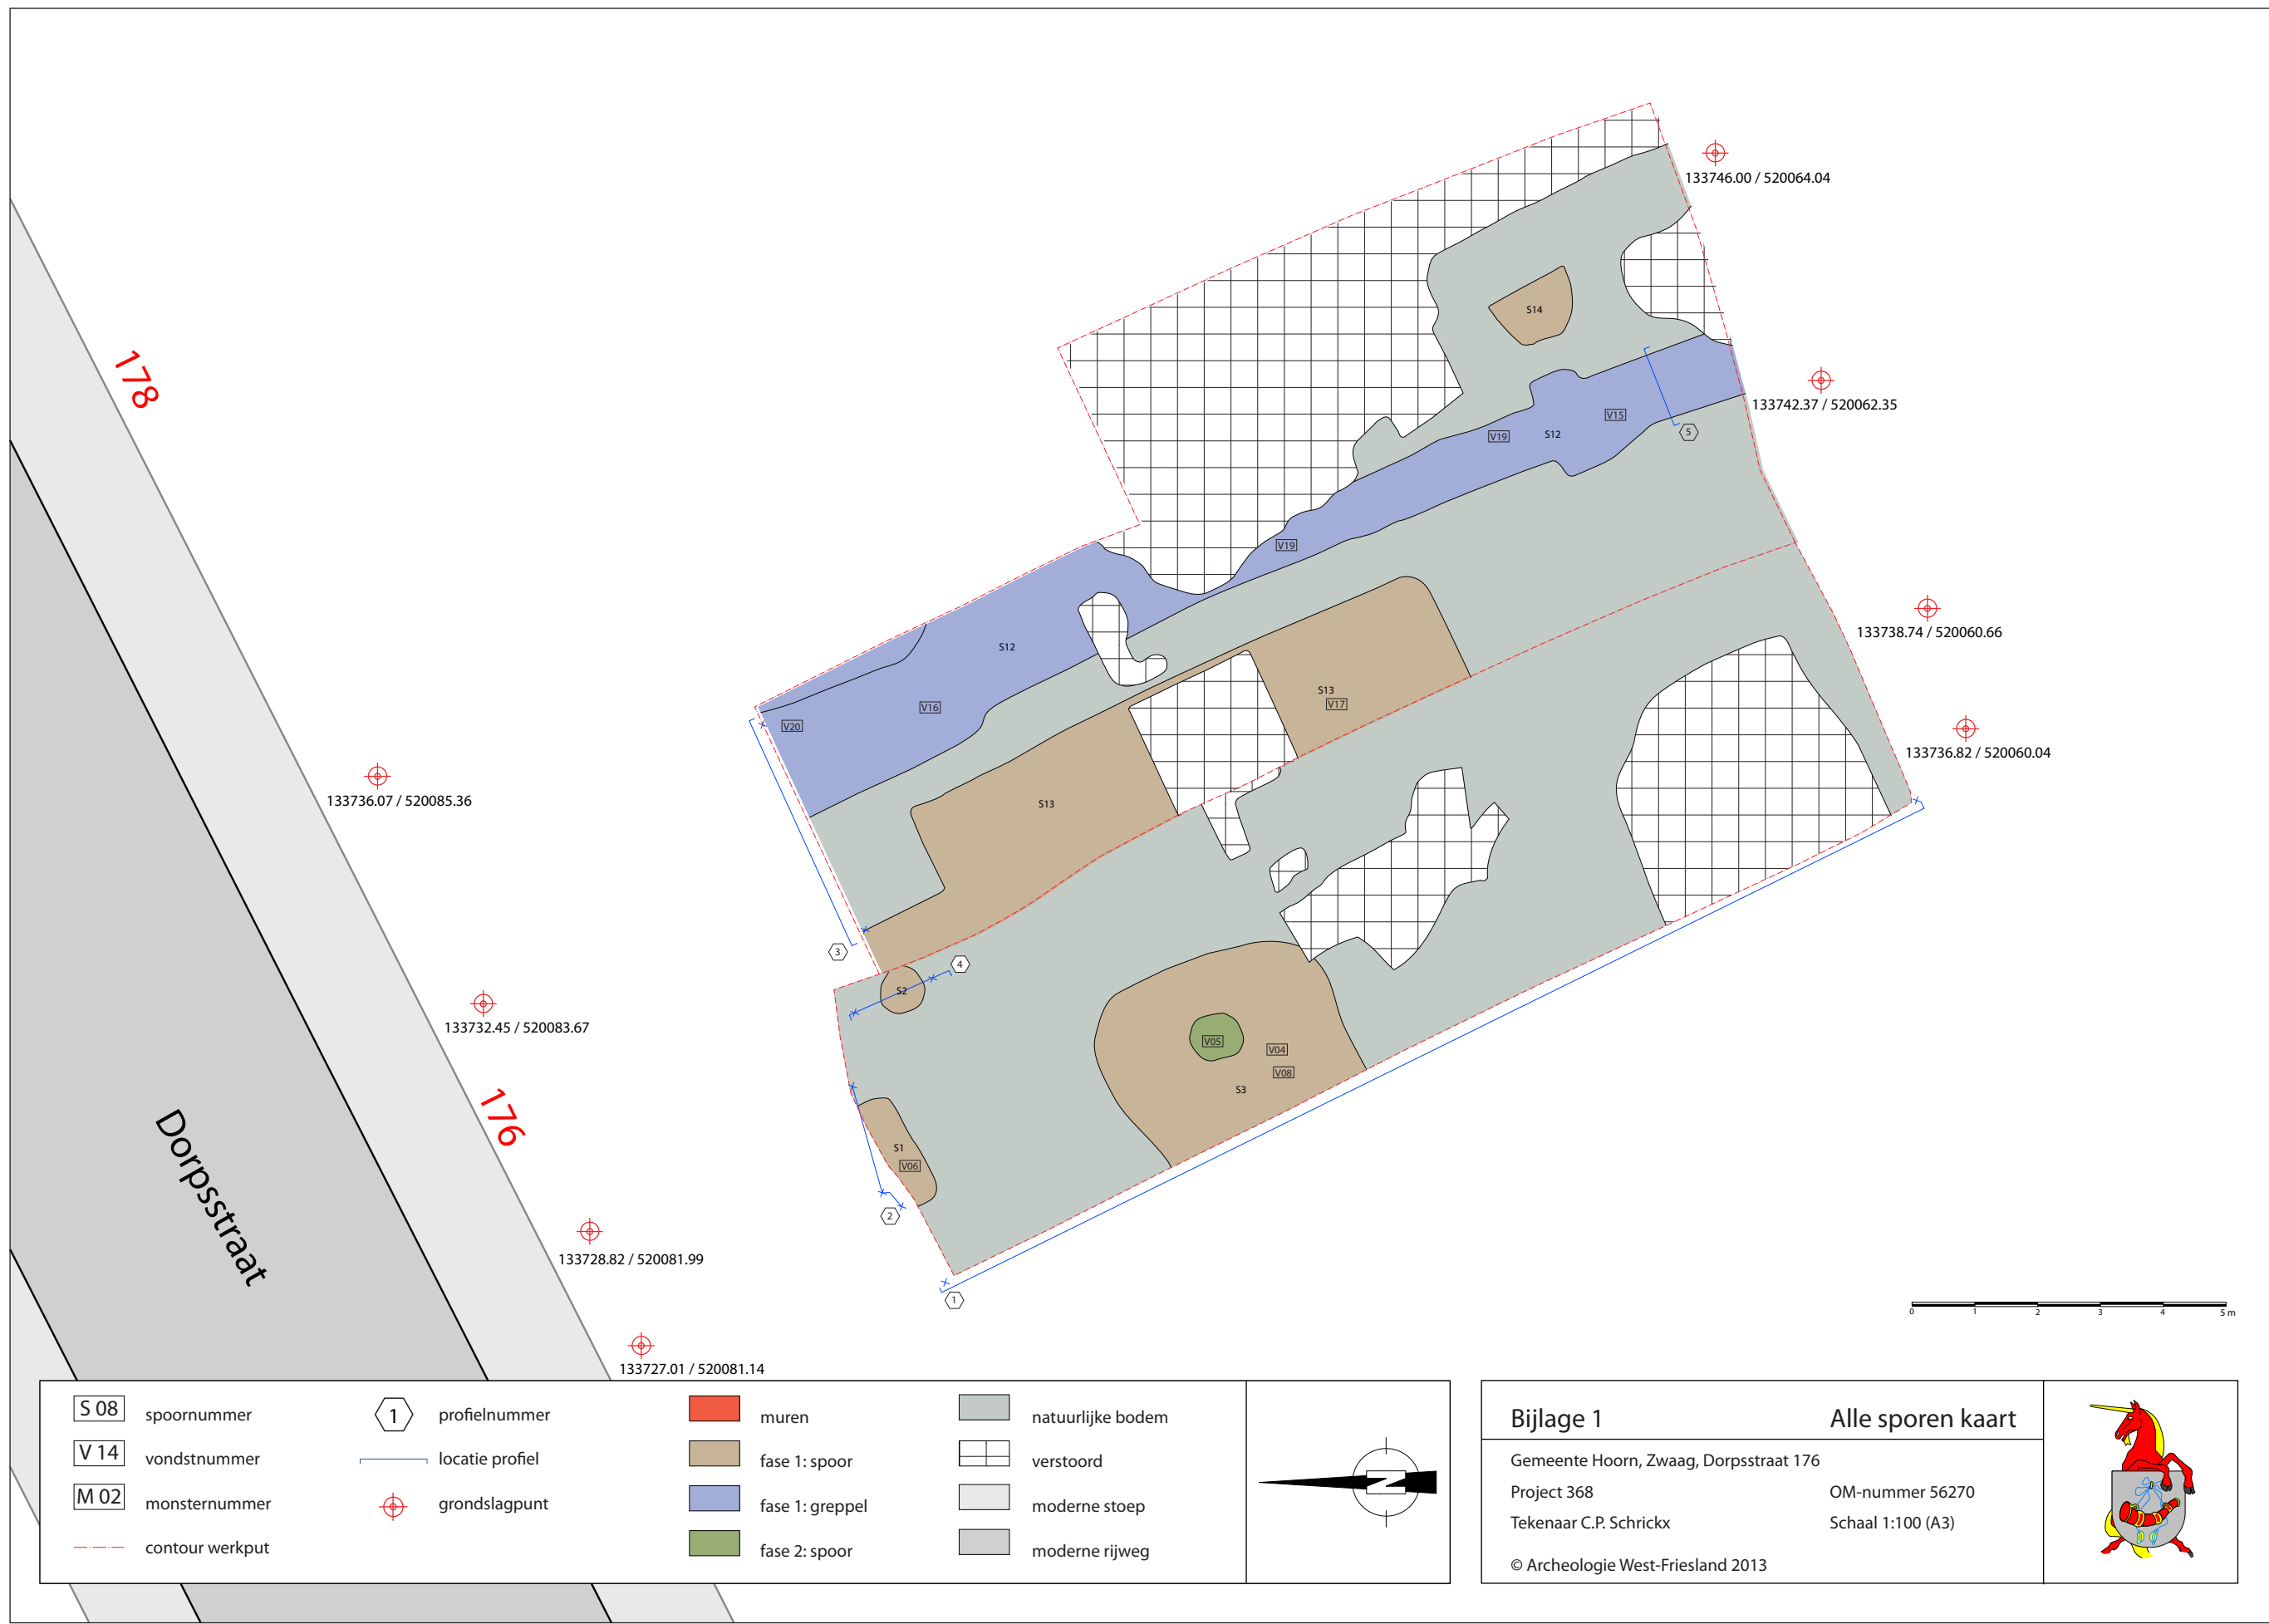 133746.00 / 520064.04
178
S14
133742.37 / 520062.35
V15
V19
S12
5
V19
133738.74 / 520060.66
S12
S13
V17
V16
V20
133736.82 / 520060.04
133736.07 / 520085.36
S13
3
4
S2
133732.45 / 520083.67
V05
V04
V08
S3
176
Dorpsstraat
S1
V06
2
133728.82 / 520081.99
1
0 1 2 3 4 5 m
133727.01 / 520081.14
S 08 spoornummer
V 14 vondstnummer
M 02 monsternummer
contour werkput
1 profielnummer
locatie profiel
grondslagpunt
muren
fase 1: spoor
fase 1: greppel
fase 2: spoor
natuurlijke bodem
verstoord
moderne stoep
moderne rijweg
N
Bijlage 1 Alle sporen kaart
Gemeente Hoorn, Zwaag, Dorpsstraat 176
Project 368 OM-nummer 56270
Tekenaar C.P. Schrickx Schaal 1:100 (A3)
© Archeologie West-Friesland 2013